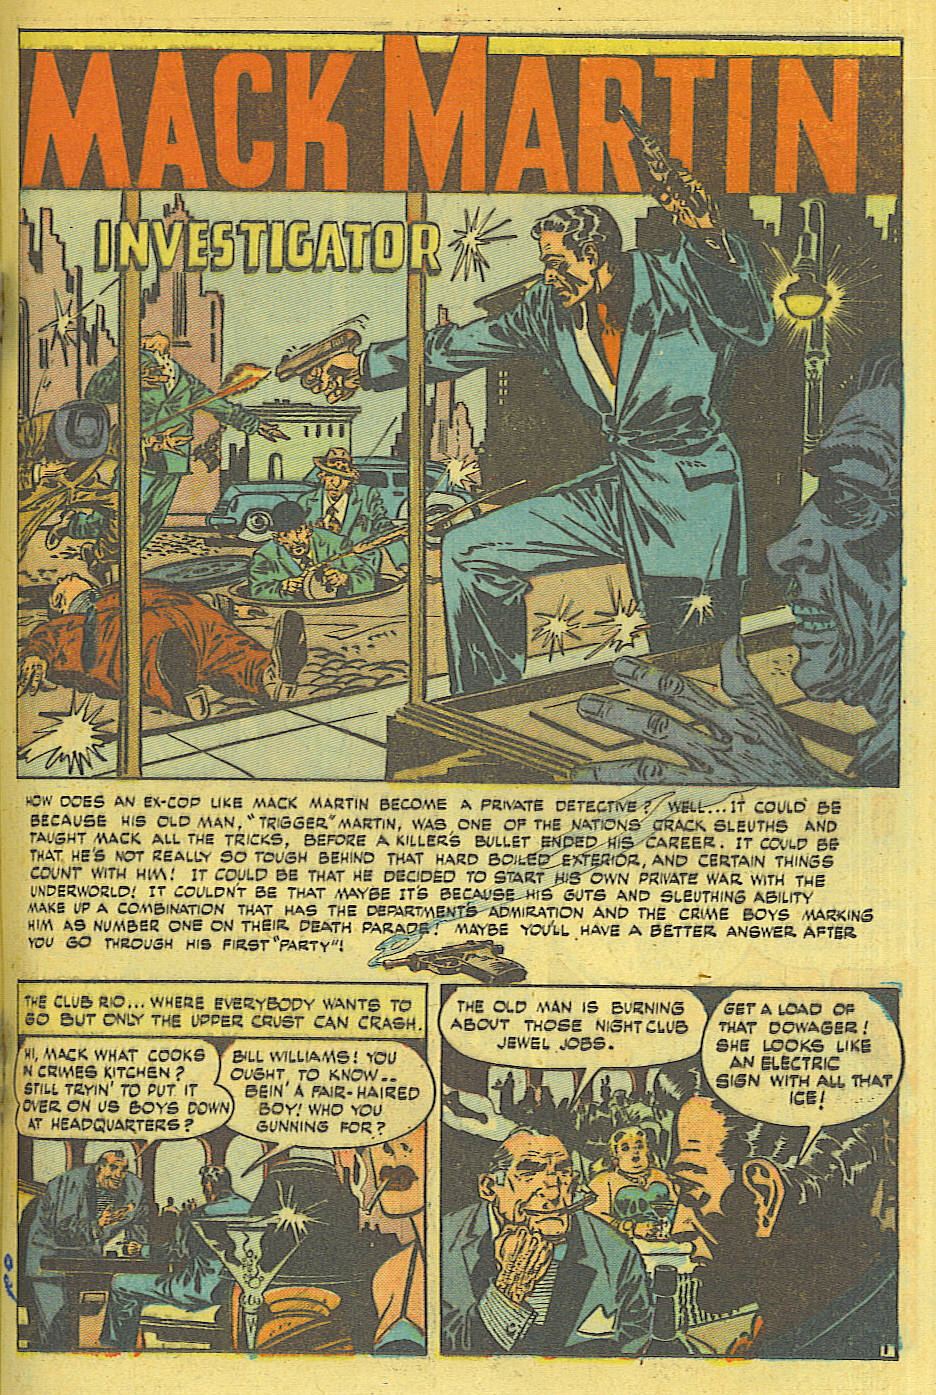 MACK MARTIN
INVESTIGATOR
HOW DOES AN EX-COP LIKE MACK MARTIN BECOME A PRIVATE DETECTIVE? WELL...IT COULD BE
BECAUSE HIS OLD MAN, "TRIGGER" MARTIN, WAS ONE OF THE NATIONS' CRACK SLEUTHS AND
TAUGHT MACK ALL THE TRICKS, BEFORE A KILLER'S BULLET ENDED HIS CAREER. IT COULD BE
THAT HE'S NOT REALLY SO TOUGH BEHIND THAT HARD BOILED EXTERIOR, AND CERTAIN THINGS
COUNT WITH HIM! IT COULD BE THAT HE DECIDED TO START HIS OWN PRIVATE WAR WITH THE
UNDERWORLD! IT COULDN'T BE THAT MAYBE IT'S BECAUSE HIS GUTS AND SLEUTHING ABILITY
MAKE UP A COMBINATION THAT HAS THE DEPARTMENTS ADMIRATION AND THE CRIME BOYS MARKING
HIM AS NUMBER ONE ON THEIR DEATH PARADE! MAYBE YOU'LL HAVE A BETTER ANSWER AFTER
YOU GO THROUGH HIS FIRST "PARTY"!
THE CLUB RIO... WHERE EVERYBODY WANTS TO
GO BUT ONLY THE UPPER CRUST CAN CRASH.
HI, MACK WHAT COOKS
IN CRIMES KITCHEN?
STILL TRYIN' TO PUT IT
OVER ON US BOYS DOWN
AT HEADQUARTERS?
BILL WILLIAMS! YOU
OUGHT TO KNOW..
BEIN' A FAIR-HAIRED
BOY! WHO YOU
GUNNING FOR?
THE OLD MAN IS BURNING
ABOUT THOSE NIGHT CLUB
JEWEL JOBS.
GET A LOAD OF
THAT DOWAGER!
SHE LOOKS LIKE
AN ELECTRIC
SIGN WITH ALL THAT
ICE!
1